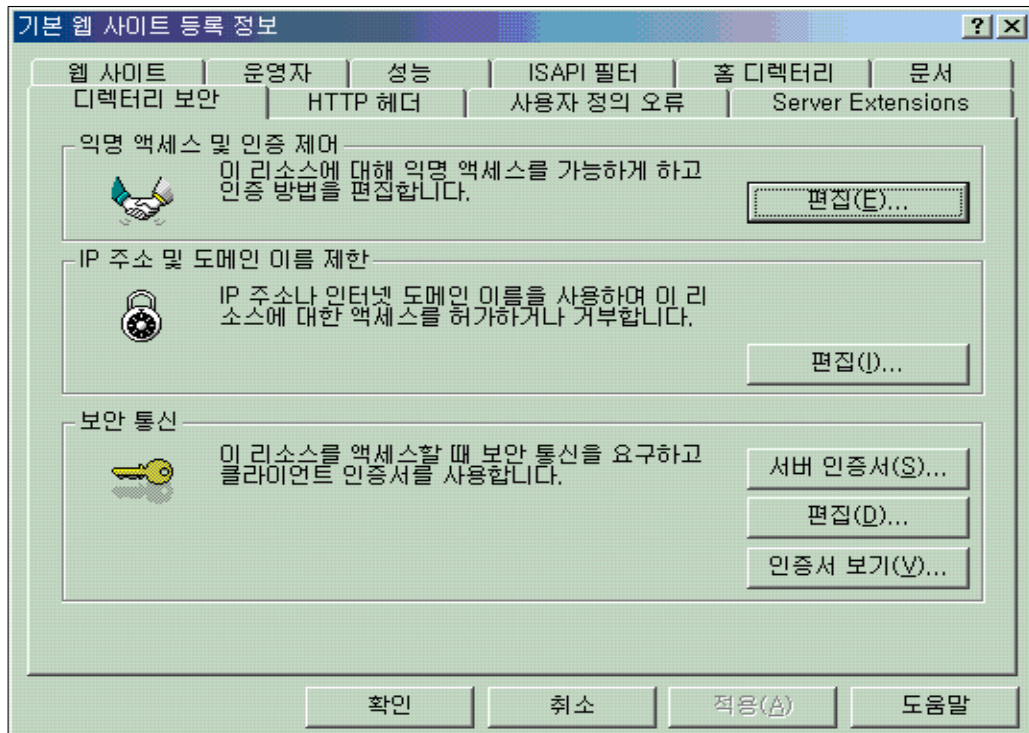 기본 웹 사이트 등록 정보
웹 사이트 운영자 성능 ISAPI 필터 홈 디렉터리 문서
디렉터리 보안 HTTP 헤더 사용자 정의 오류 Server Extensions
익명 액세스 및 인증 제어
이 리소스에 대해 익명 액세스를 가능하게 하고
인증 방법을 편집합니다.
편집(E)...
IP 주소 및 도메인 이름 제한
IP 주소나 인터넷 도메인 이름을 사용하여 이 리
소스에 대한 액세스를 허가하거나 거부합니다.
편집(I)...
보안 통신
이 리소스를 액세스할 때 보안 통신을 요구하고
클라이언트 인증서를 사용합니다.
서버 인증서(S)...
편집(D)...
인증서 보기(V)...
확인 취소 적용(A) 도움말